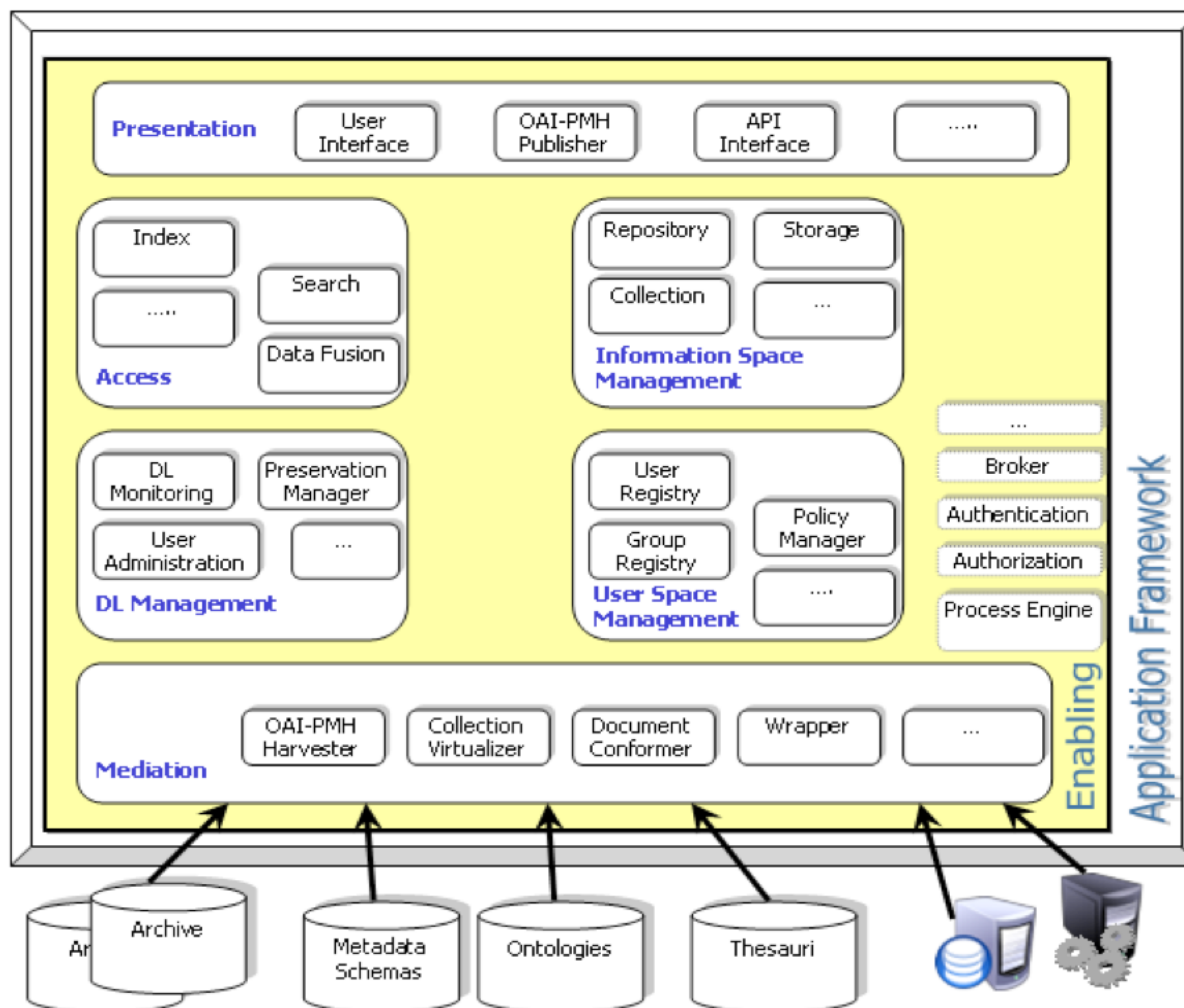 Presentation
User
Interface
OAI-PMH
Publisher
API
Interface
.....
Index
.....
Search
Data Fusion
Access
Repository
Storage
Collection
...
Information Space
Management
DL
Monitoring
Preservation
Manager
User
Administration
...
DL Management
User
Registry
Group
Registry
Policy
Manager
....
User Space
Management
...
Broker
Authentication
Authorization
Process Engine
Enabling
Application Framework
OAI-PMH
Harvester
Collection
Virtualizer
Document
Conformer
Wrapper
...
Mediation
Ar
Archive
Metadata
Schemas
Ontologies
Thesauri